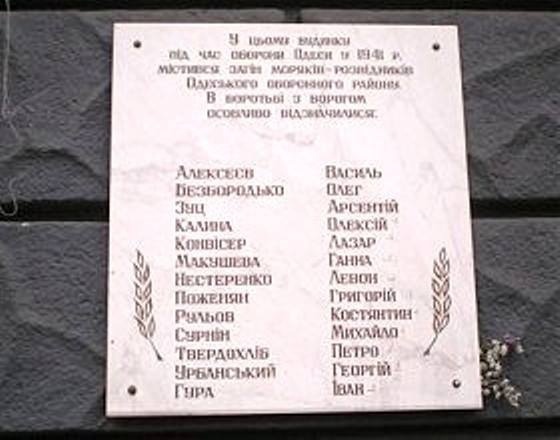 У цьому будинку
під час оборони Одеси у 1941 р.
містився загін моряків-розвідників
Одеського оборонного району.
В боротьбі з ворогом
особливо відзначилися:
Алексеєв Василь
Безбородько Олег
Зуц Арсентій
Калина Олексій
Конвісер Лазар
Макушева Ганна
Нестеренко Левон
Поженян Григорій
Рульов Костянтин
Сурнін Михайло
Твердохліб Петро
Урбанський Георгій
Гура Іван